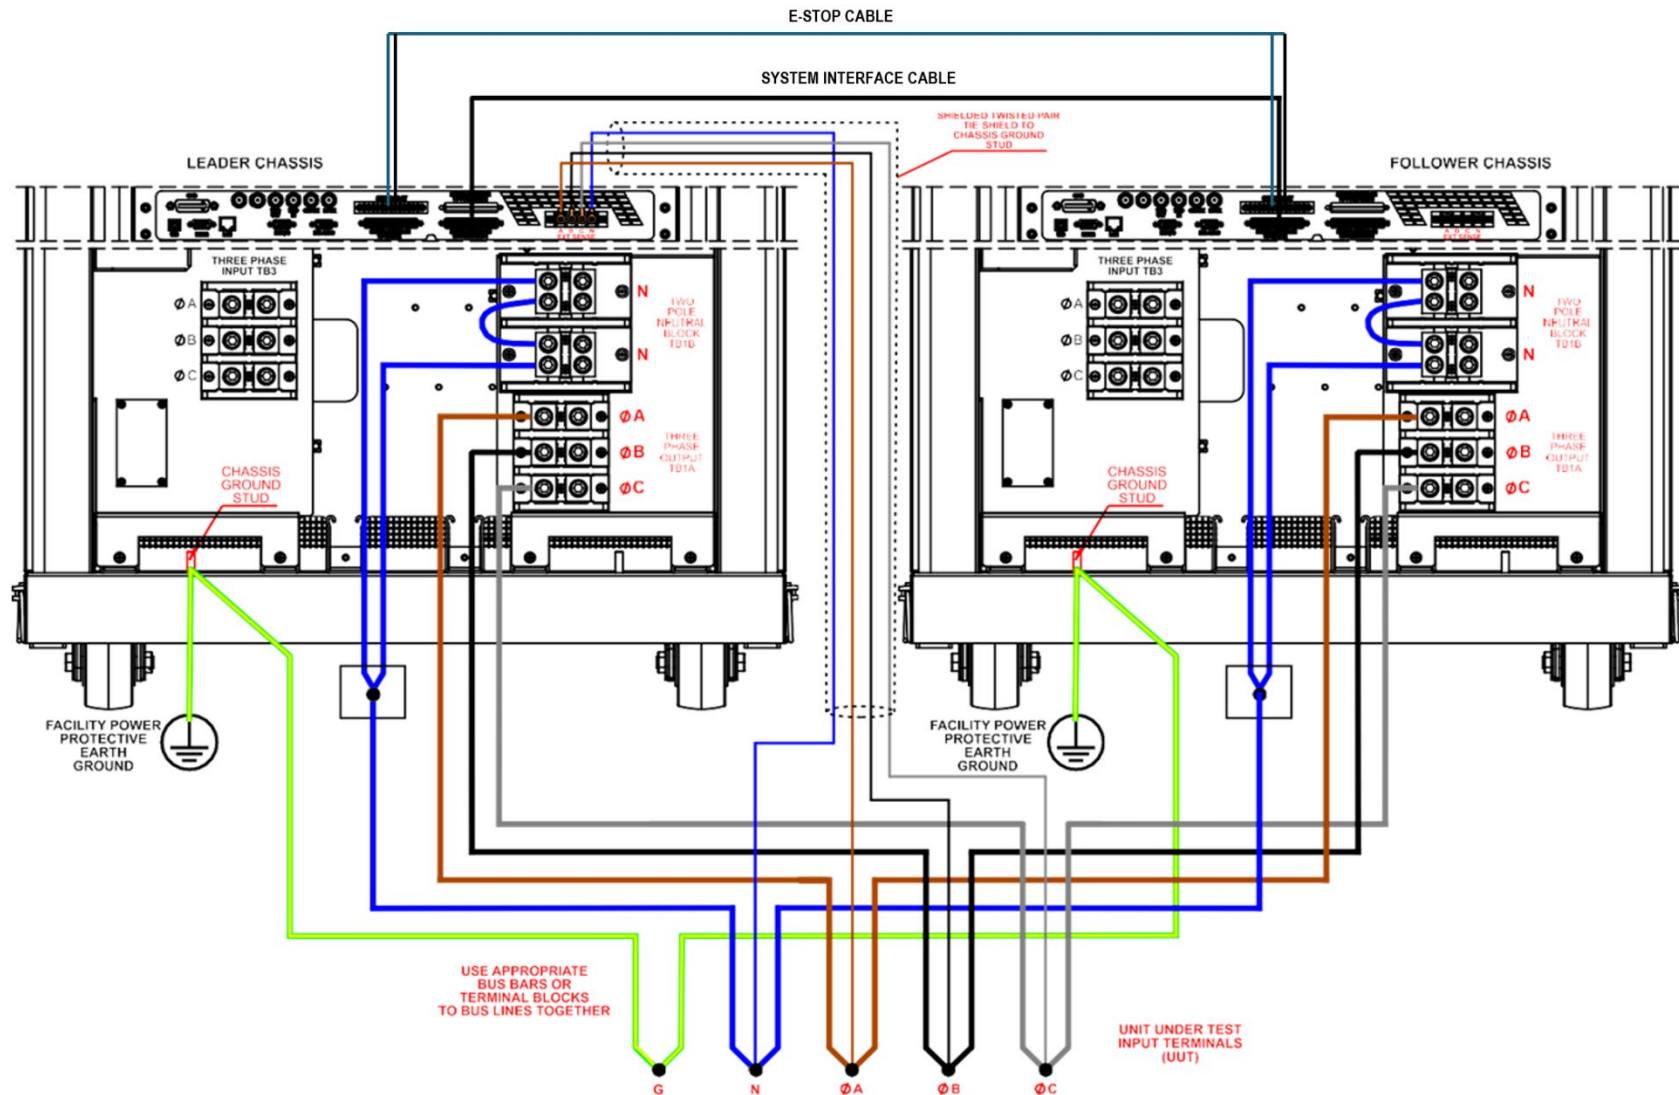 E-STOP CABLE
SYSTEM INTERFACE CABLE
SHIELDED TWISTED PAIR
TIE SHIELD TO
CHASSIS GROUND
STUD
LEADER CHASSIS
FOLLOWER CHASSIS
A B C N
EXT SENSE
A B C N
EXT SENSE
THREE PHASE
INPUT TB3
ØA
ØB
ØC
N
N
TWO
POLE
NEUTRAL
BLOCK
TB1B
ØA
ØB
ØC
THREE
PHASE
OUTPUT
TB1A
CHASSIS
GROUND
STUD
THREE PHASE
INPUT TB3
ØA
ØB
ØC
N
N
TWO
POLE
NEUTRAL
BLOCK
TB1B
ØA
ØB
ØC
THREE
PHASE
OUTPUT
TB1A
CHASSIS
GROUND
STUD
FACILITY POWER
PROTECTIVE
EARTH
GROUND
FACILITY POWER
PROTECTIVE
EARTH
GROUND
USE APPROPRIATE
BUS BARS OR
TERMINAL BLOCKS
TO BUS LINES TOGETHER
UNIT UNDER TEST
INPUT TERMINALS
(UUT)
G
N
ØA
ØB
ØC